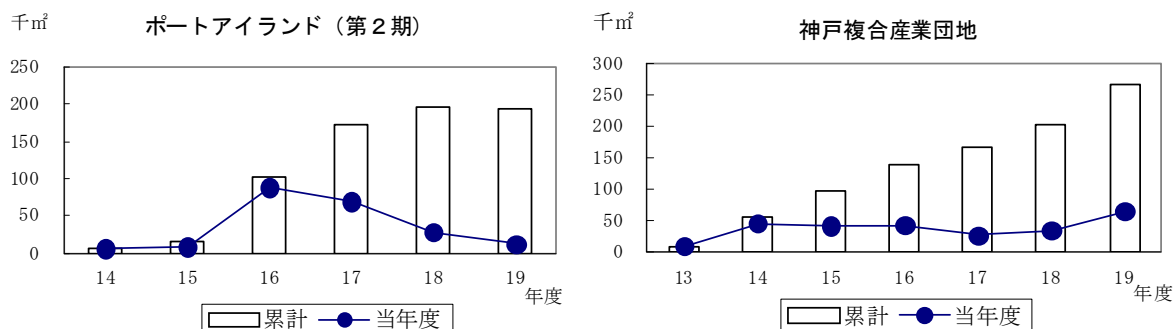 千㎡
ポートアイランド（第２期）
250
200
150
100
50
0
14 15 16 17 18 19
年度
累計 当年度
千㎡
神戸複合産業団地
300
250
200
150
100
50
0
13 14 15 16 17 18 19
年度
累計 当年度